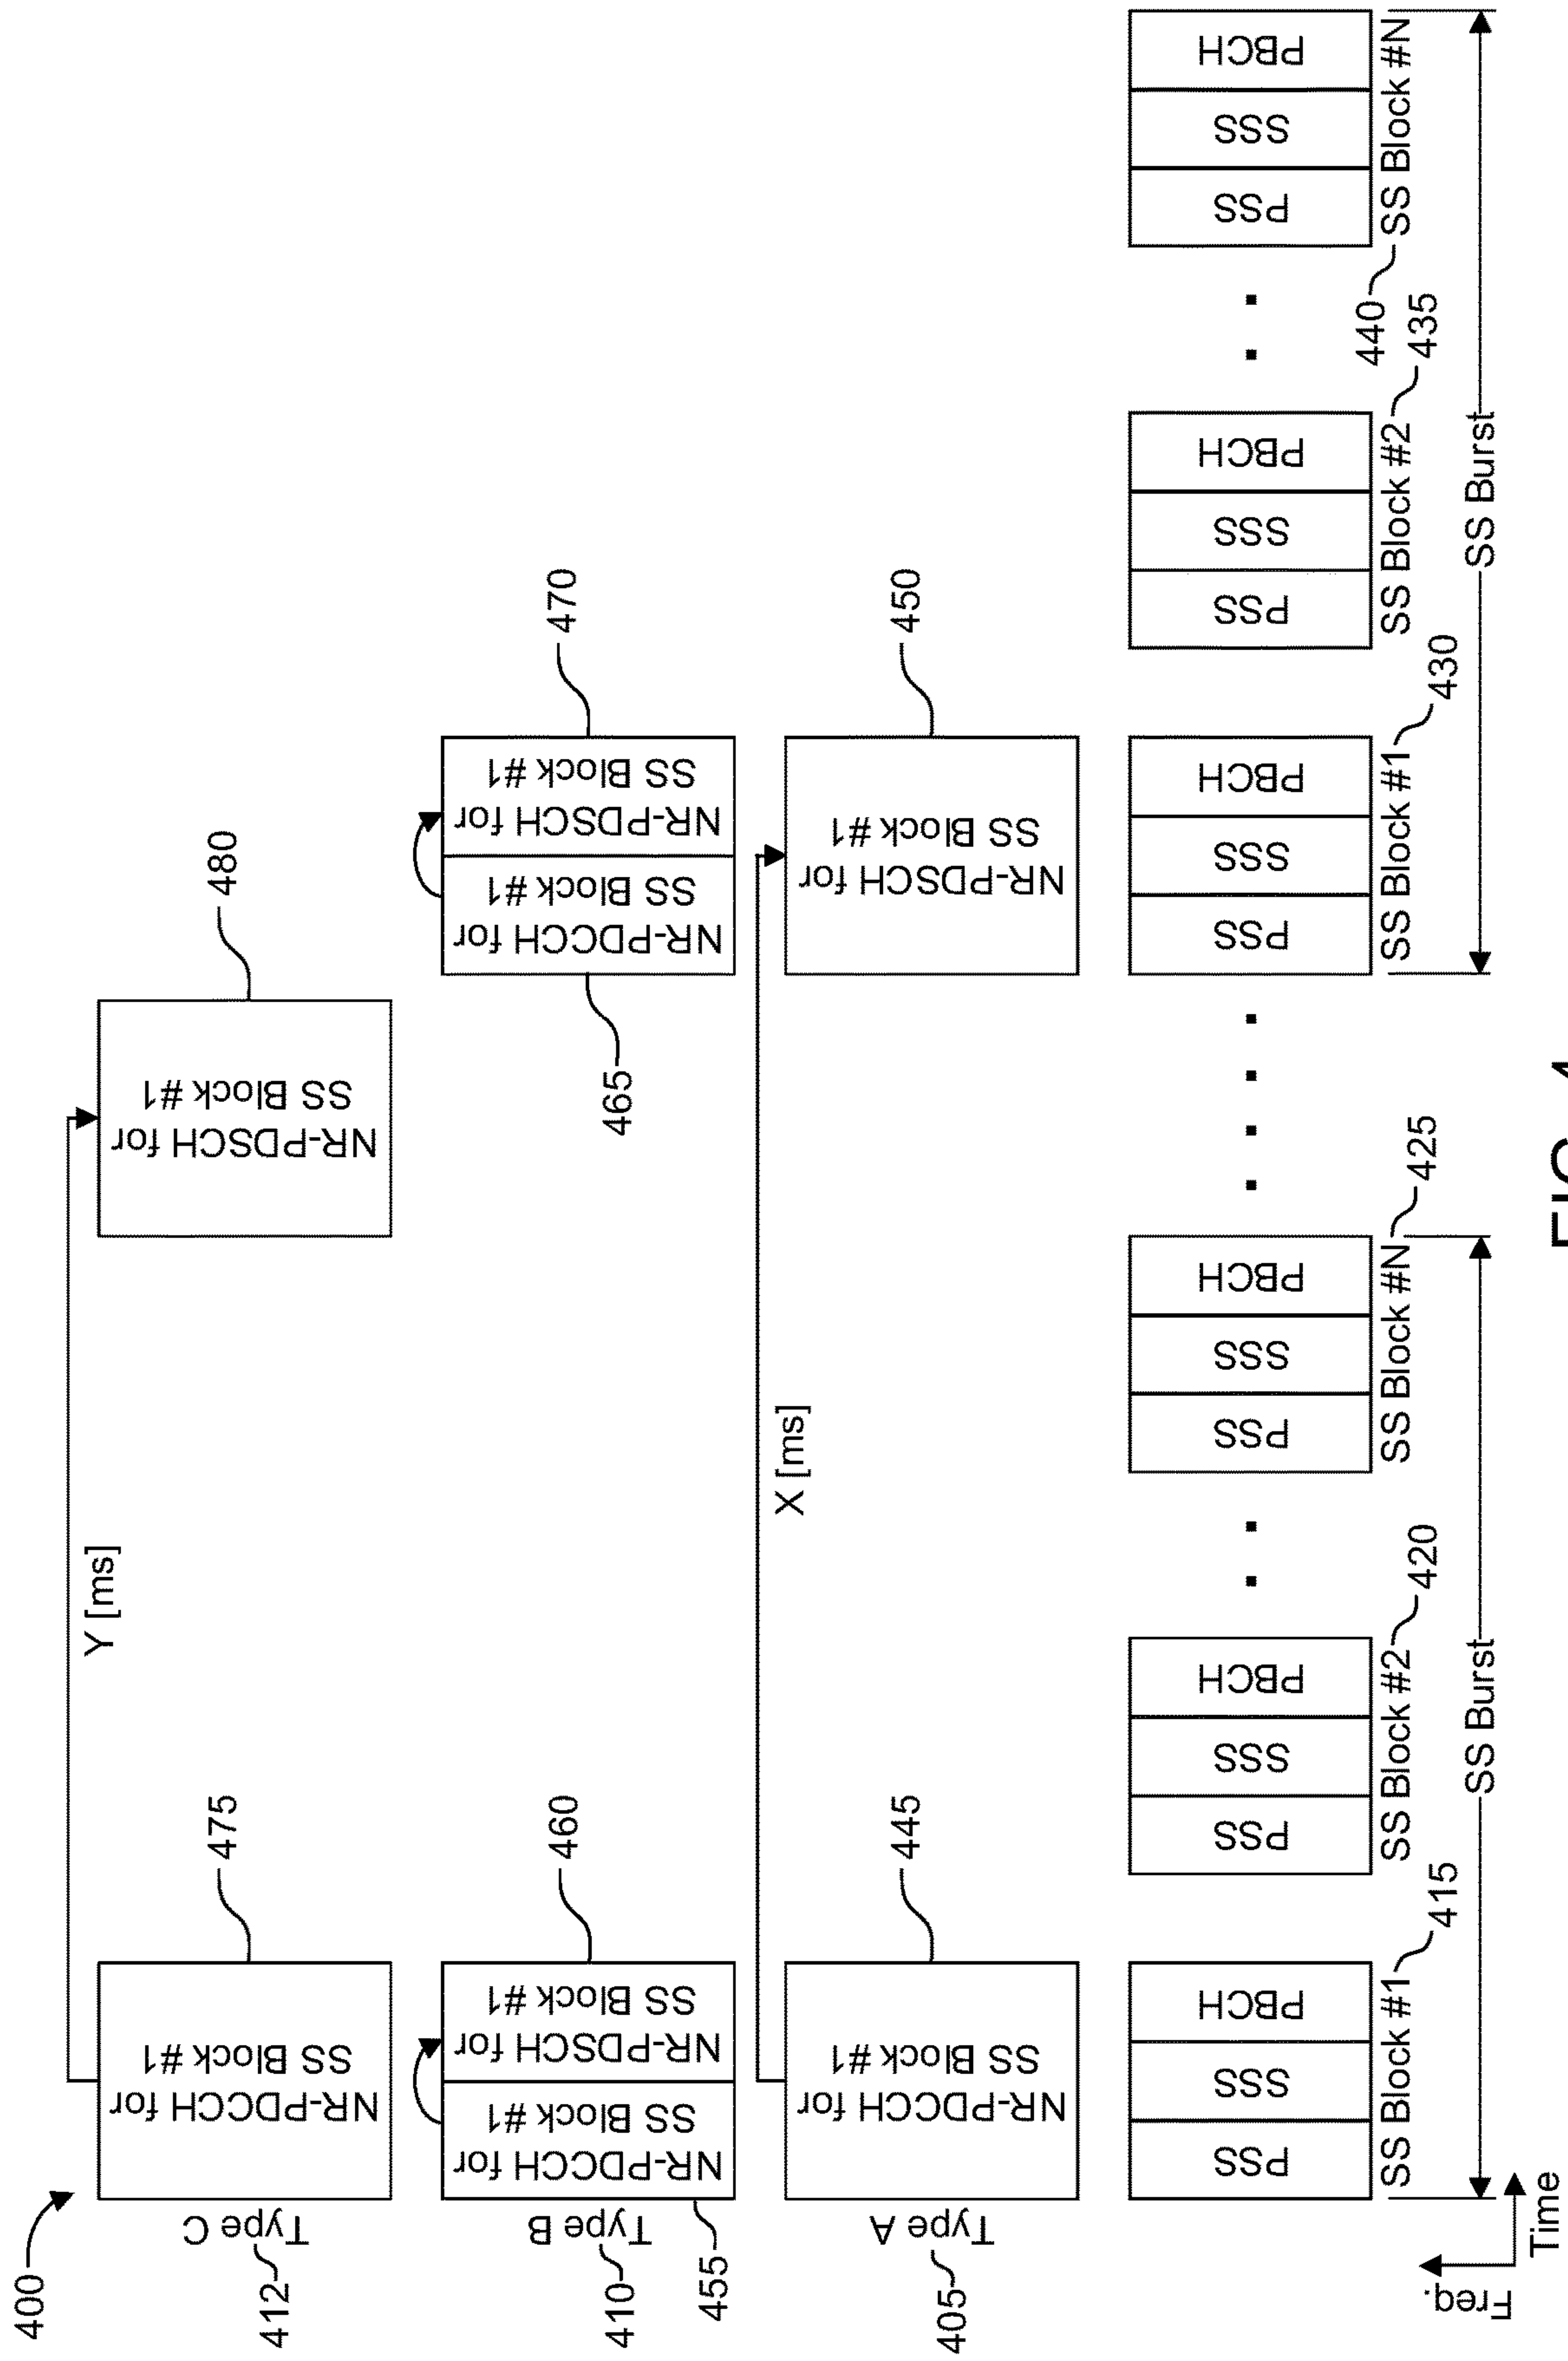 400
Y [ms]
412
Type C
NR-PDCCH for
SS Block #1
475
NR-PDSCH for
SS Block #1
480
410
Type B
455
NR-PDCCH for
SS Block #1
NR-PDSCH for
SS Block #1
460
465
NR-PDCCH for
SS Block #1
NR-PDSCH for
SS Block #1
470
X [ms]
405
Type A
NR-PDCCH for
SS Block #1
445
NR-PDSCH for
SS Block #1
450
PSS
SSS
PBCH
PSS
SSS
PBCH
PSS
SSS
PBCH
PSS
SSS
PBCH
PSS
SSS
PBCH
PSS
SSS
PBCH
SS Block #1
415
SS Block #2
420
SS Block #N
425
SS Block #1
430
SS Block #2
435
440
SS Block #N
SS Burst
SS Burst
Freq.
Time